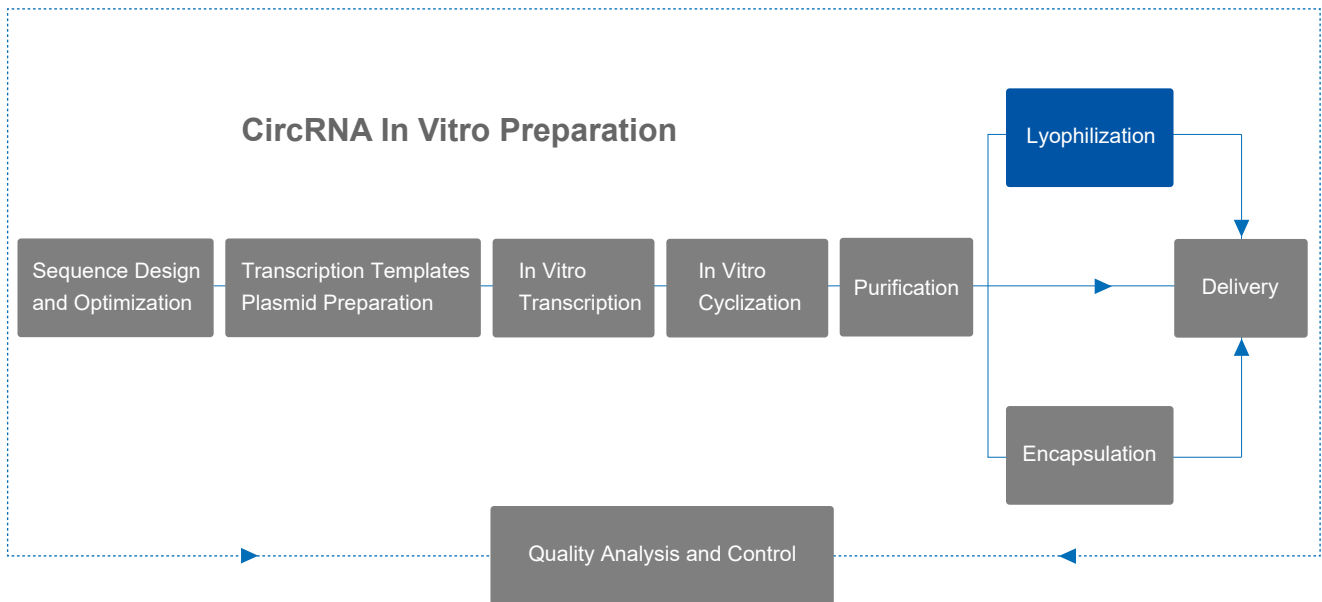 CircRNA In Vitro Preparation
Lyophilization
Sequence Design
and Optimization
Transcription Templates
Plasmid Preparation
In Vitro
Transcription
In Vitro
Cyclization
Purification
Delivery
Encapsulation
Quality Analysis and Control